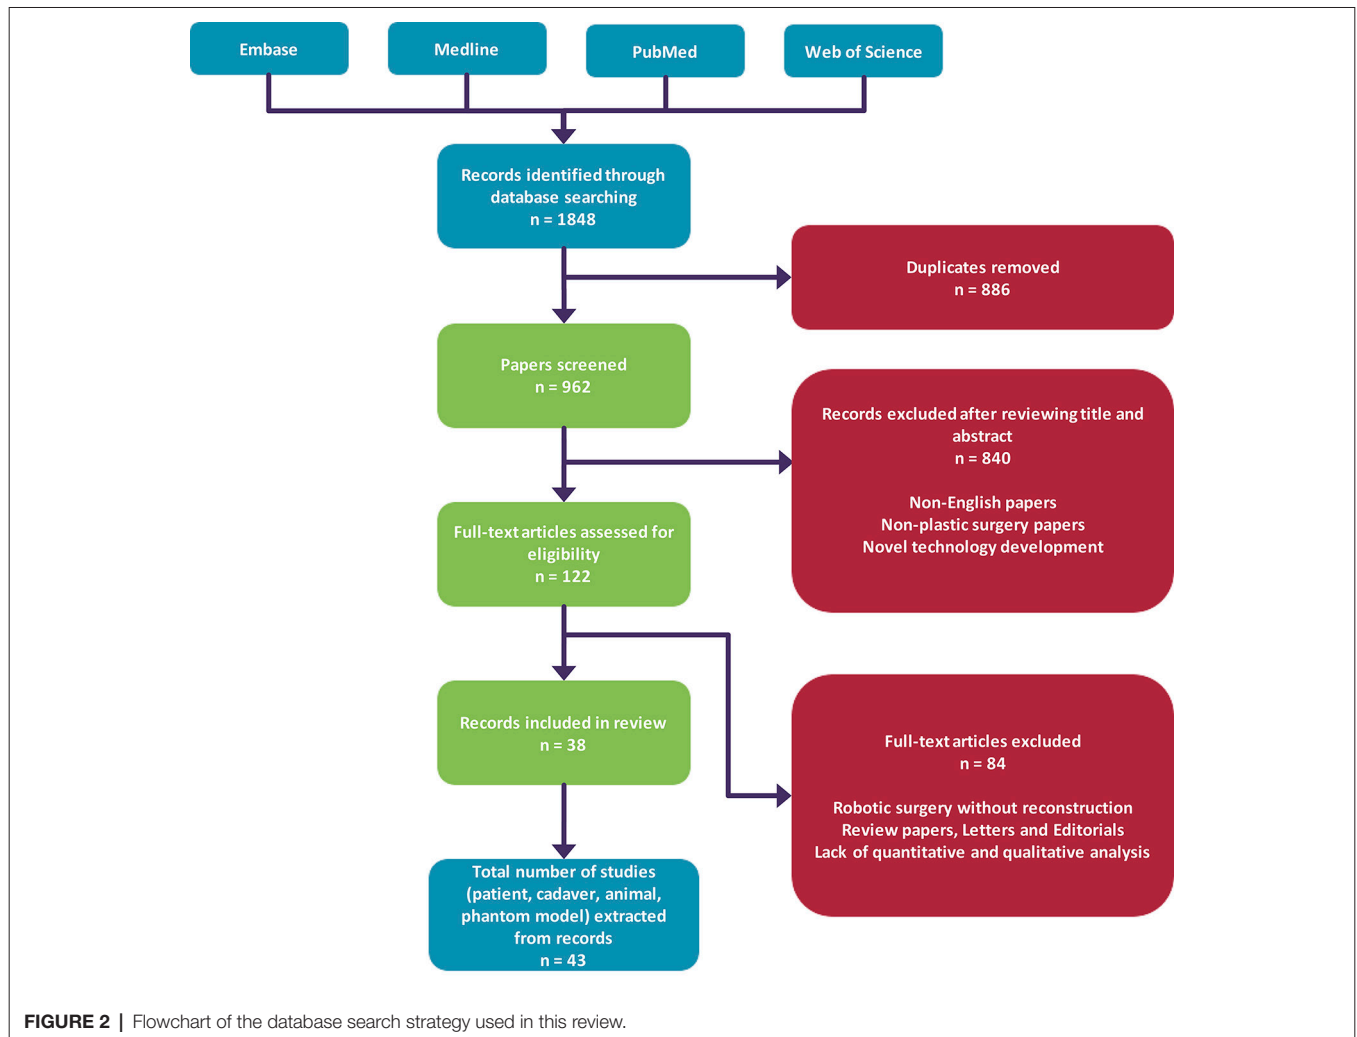 Embase
Medline
PubMed
Web of Science
Records identified through
database searching
n = 1848
Duplicates removed
n = 886
Papers screened
n = 962
Records excluded after reviewing title and
abstract
n = 840
Non-English papers
Non-plastic surgery papers
Novel technology development
Full-text articles assessed for
eligibility
n = 122
Records included in review
n = 38
Full-text articles excluded
n = 84
Robotic surgery without reconstruction
Review papers, Letters and Editorials
Lack of quantitative and qualitative analysis
Total number of studies
(patient, cadaver, animal,
phantom model) extracted
from records
n = 43
FIGURE 2 | Flowchart of the database search strategy used in this review.